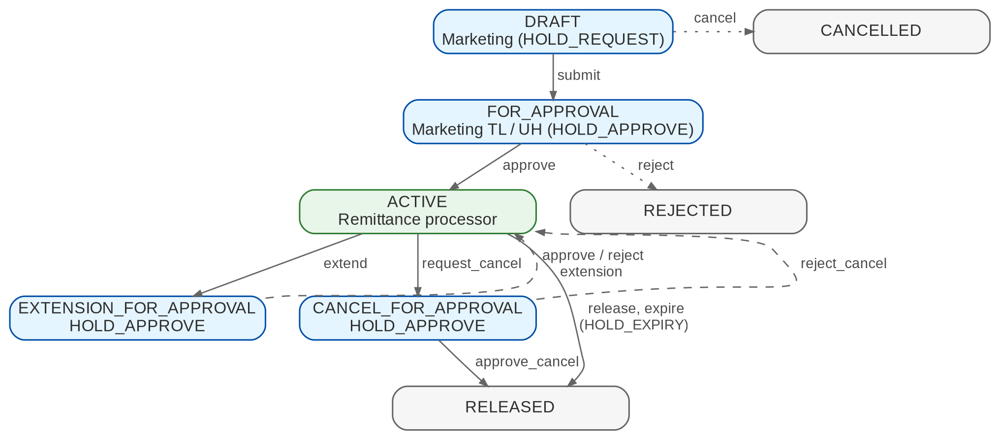 DRAFT
Marketing (HOLD_REQUEST)
cancel
CANCELLED
submit
FOR_APPROVAL
Marketing TL / UH (HOLD_APPROVE)
approve
reject
ACTIVE
Remittance processor
REJECTED
extend
request_cancel
approve / reject
extension
reject_cancel
EXTENSION_FOR_APPROVAL
HOLD_APPROVE
CANCEL_FOR_APPROVAL
HOLD_APPROVE
release, expire
(HOLD_EXPIRY)
approve_cancel
RELEASED